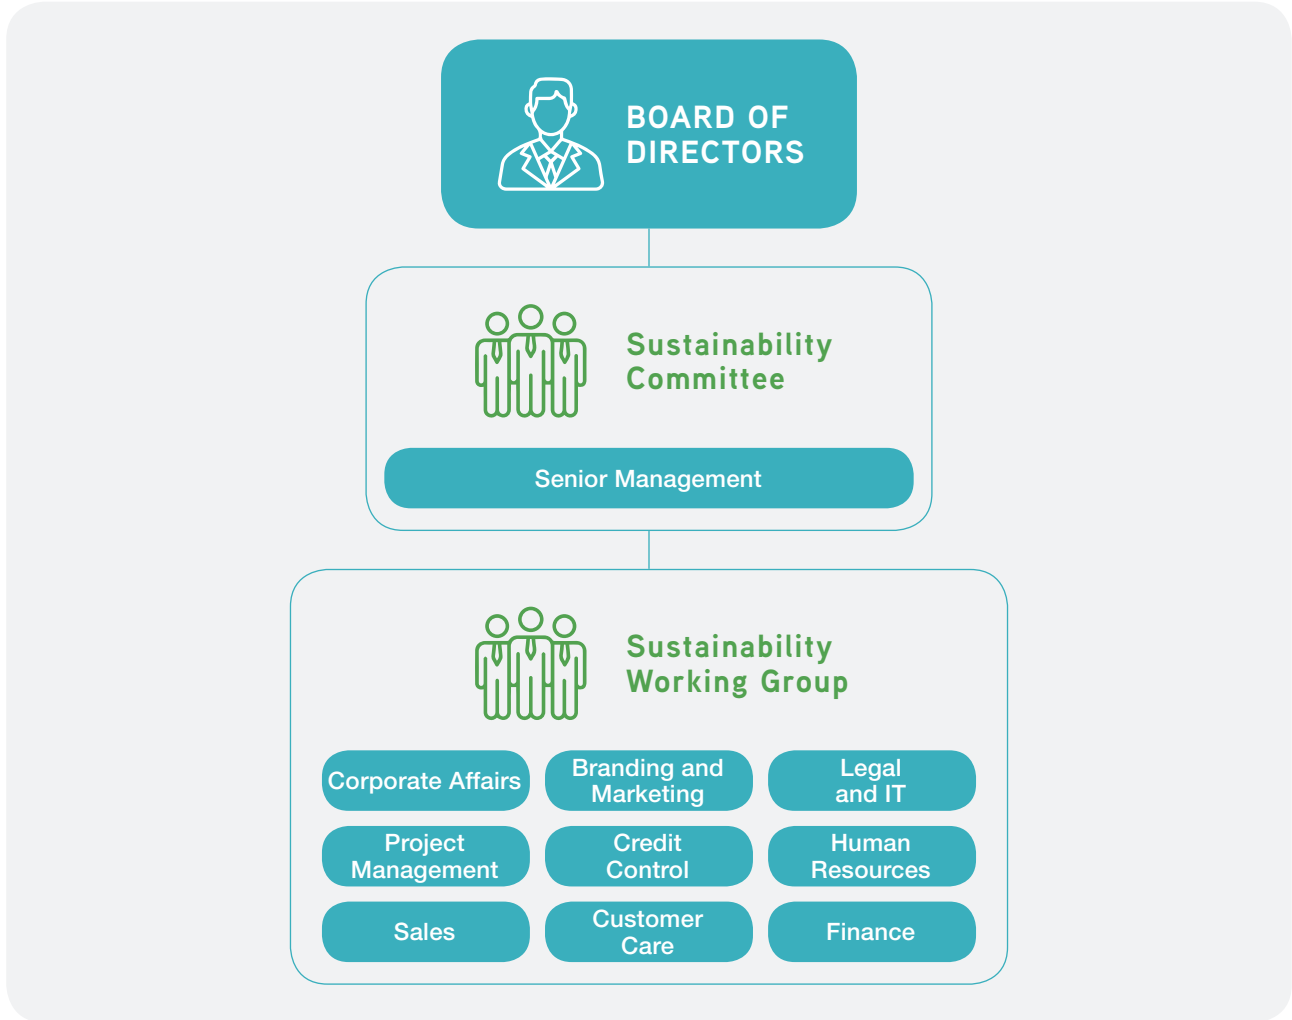 BOARD OF
DIRECTORS
Sustainability
Committee
Senior Management
Sustainability
Working Group
Corporate Affairs
Branding and
Marketing
Legal
and IT
Project
Management
Credit
Control
Human
Resources
Sales
Customer
Care
Finance